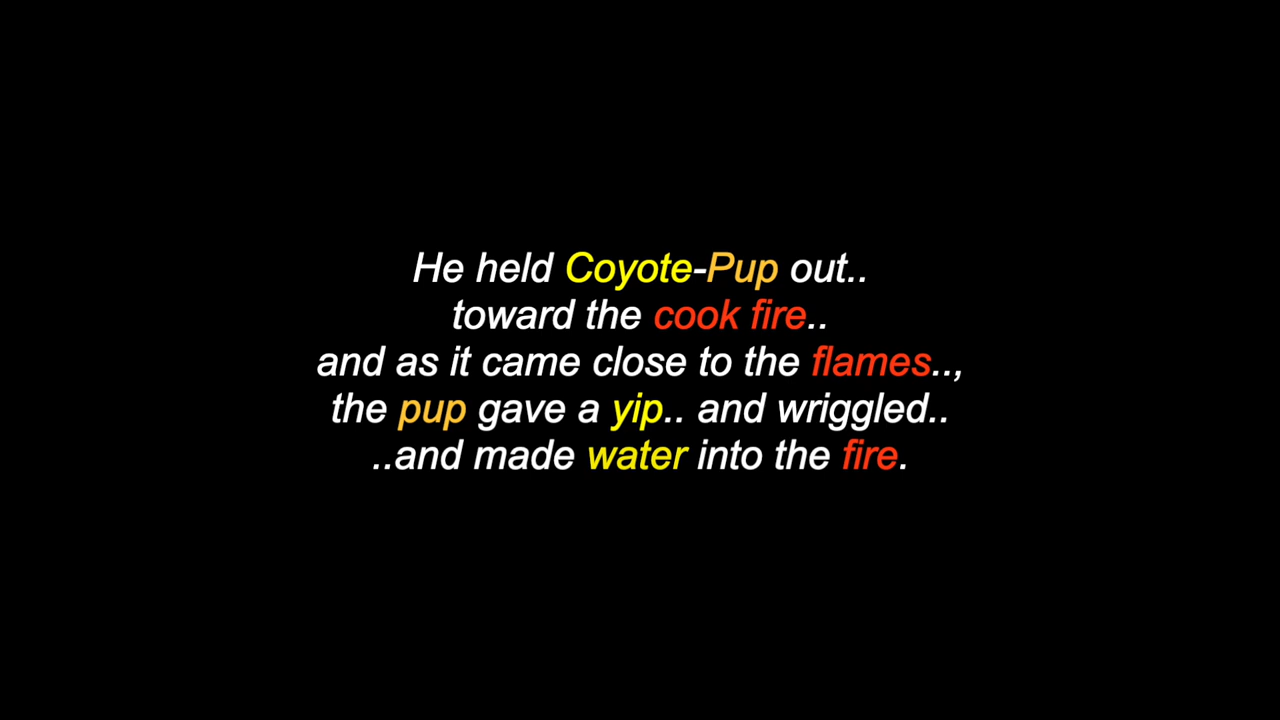 He held Coyote-Pup out..
toward the cook fire..
and as it came close to the flames..,
the pup gave a yip.. and wriggled..
..and made water into the fire.